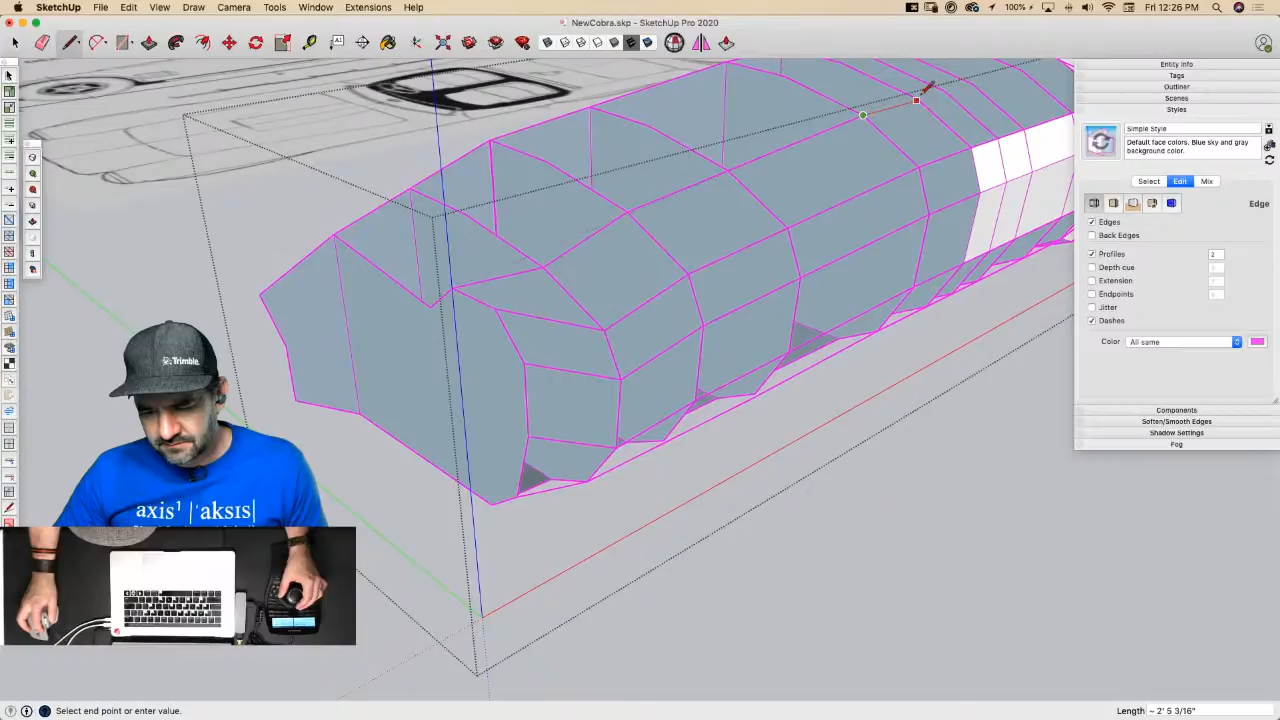 SketchUp File Edit View Draw Camera Tools Window Extensions Help
100% Fri 12:26 PM
NewCobra.skp - SketchUp Pro 2020
Entity Info
Tags
Outliner
Scenes
Styles
Simple Style
Default face colors. Blue sky and gray background color.
Select Edit Mix
Edge
Edges
Back Edges
Profiles 2
Depth cue
Extension
Endpoints
Jitter
Dashes
Color All same
Components
Soften/Smooth Edges
Shadow Settings
Fog
Trimble
axis¹ |ˈaksɪs|
Select end point or enter value.
Length ~ 2' 5 3/16"